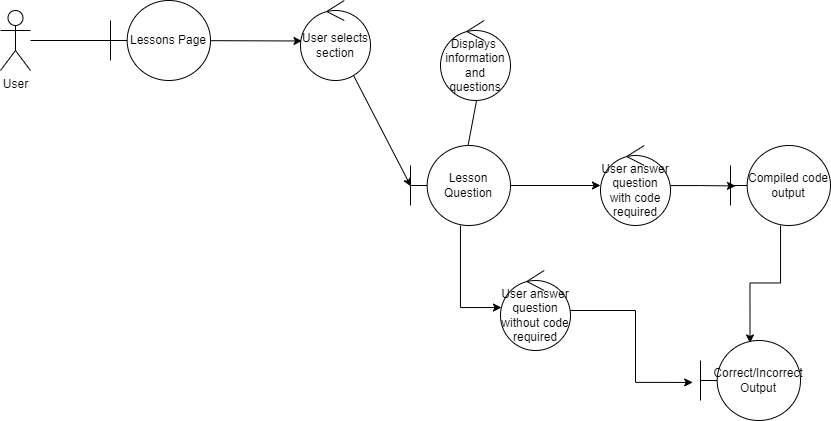 User
Lessons Page
User selects
section
Displays
information
and
questions
Lesson
Question
User answer
question
with code
required
Compiled code
output
User answer
question
without code
required
Correct/Incorrect
Output